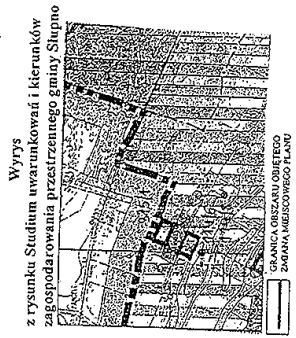 Wyrys
z rysunku Studium uwarunkowań i kierunków
zagospodarowania przestrzennego gminy Słupno
GRANICA OBSZARU OBJĘTEGO
ZMIANĄ MIEJSCOWEGO PLANU